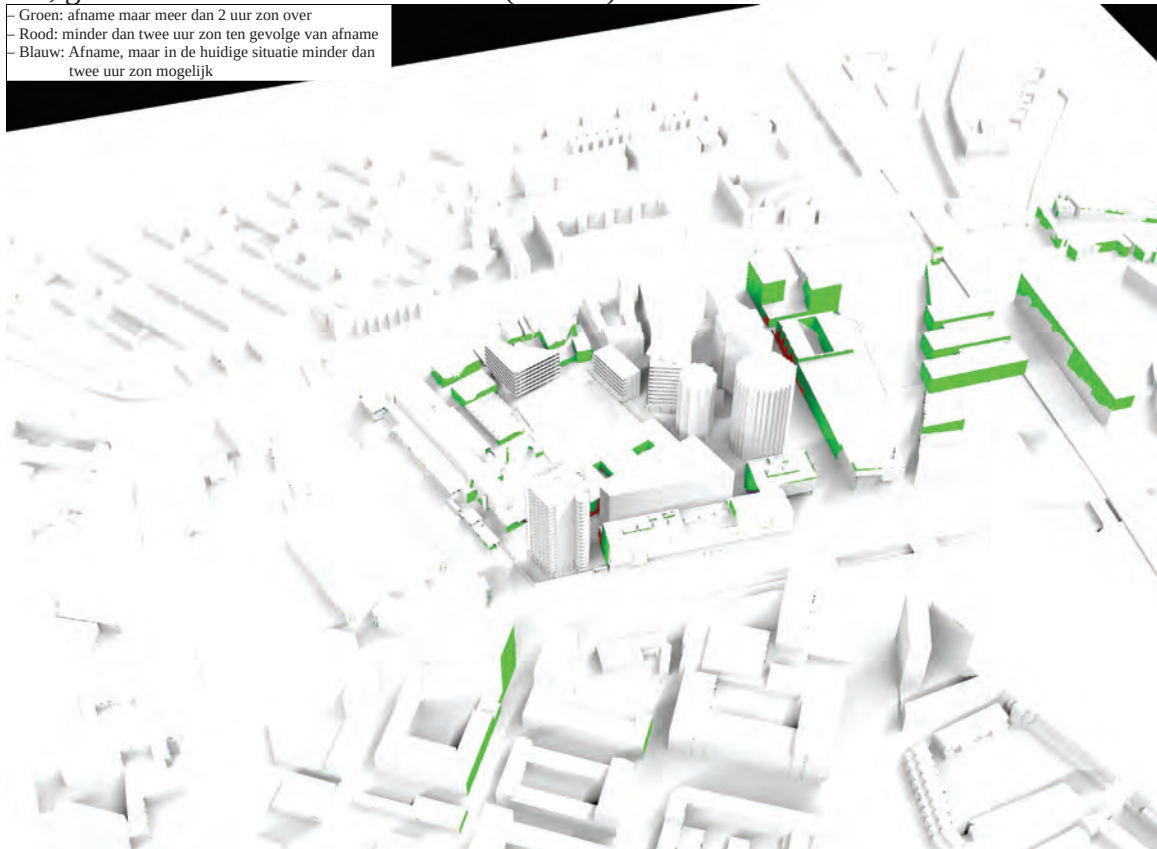 – Groen: afname maar meer dan 2 uur zon over
– Rood: minder dan twee uur zon ten gevolge van afname
– Blauw: Afname, maar in de huidige situatie minder dan
twee uur zon mogelijk